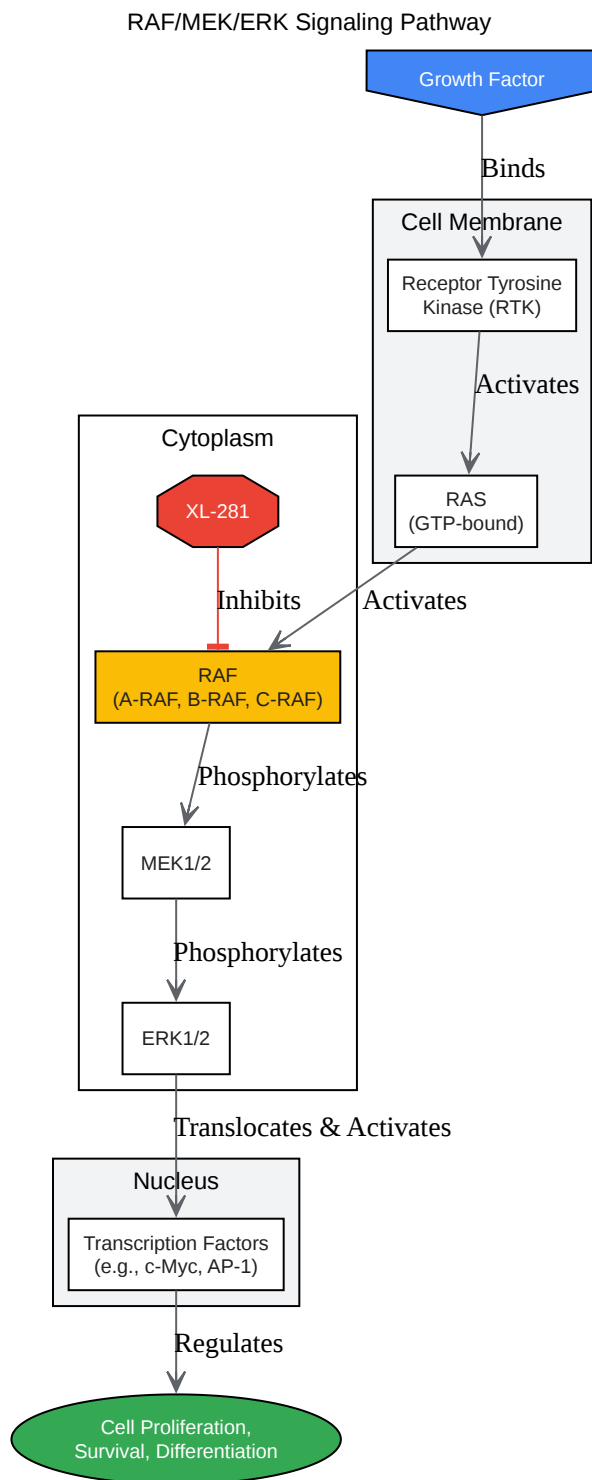 RAF/MEK/ERK Signaling Pathway
Growth Factor
Binds
Cell Membrane
Receptor Tyrosine
Kinase (RTK)
Activates
Cytoplasm
XL-281
RAS
(GTP-bound)
Inhibits
Activates
RAF
(A-RAF, B-RAF, C-RAF)
Phosphorylates
MEK1/2
Phosphorylates
ERK1/2
Translocates & Activates
Nucleus
Transcription Factors
(e.g., c-Myc, AP-1)
Regulates
Cell Proliferation,
Survival, Differentiation